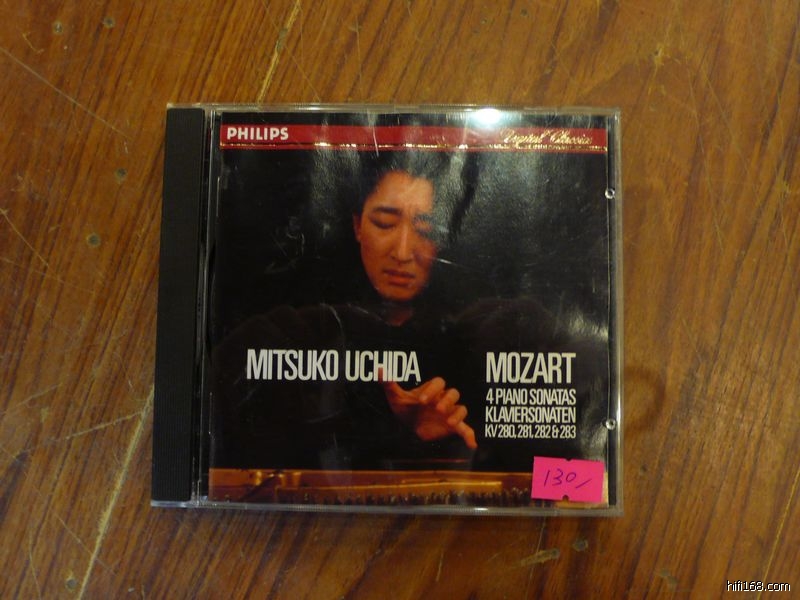 PHILIPS
Digital Classics
MITSUKO UCHIDA
MOZART
4 PIANO SONATAS
KLAVIERSONATEN
KV 280, 281, 282 & 283
130/
hifi168.com